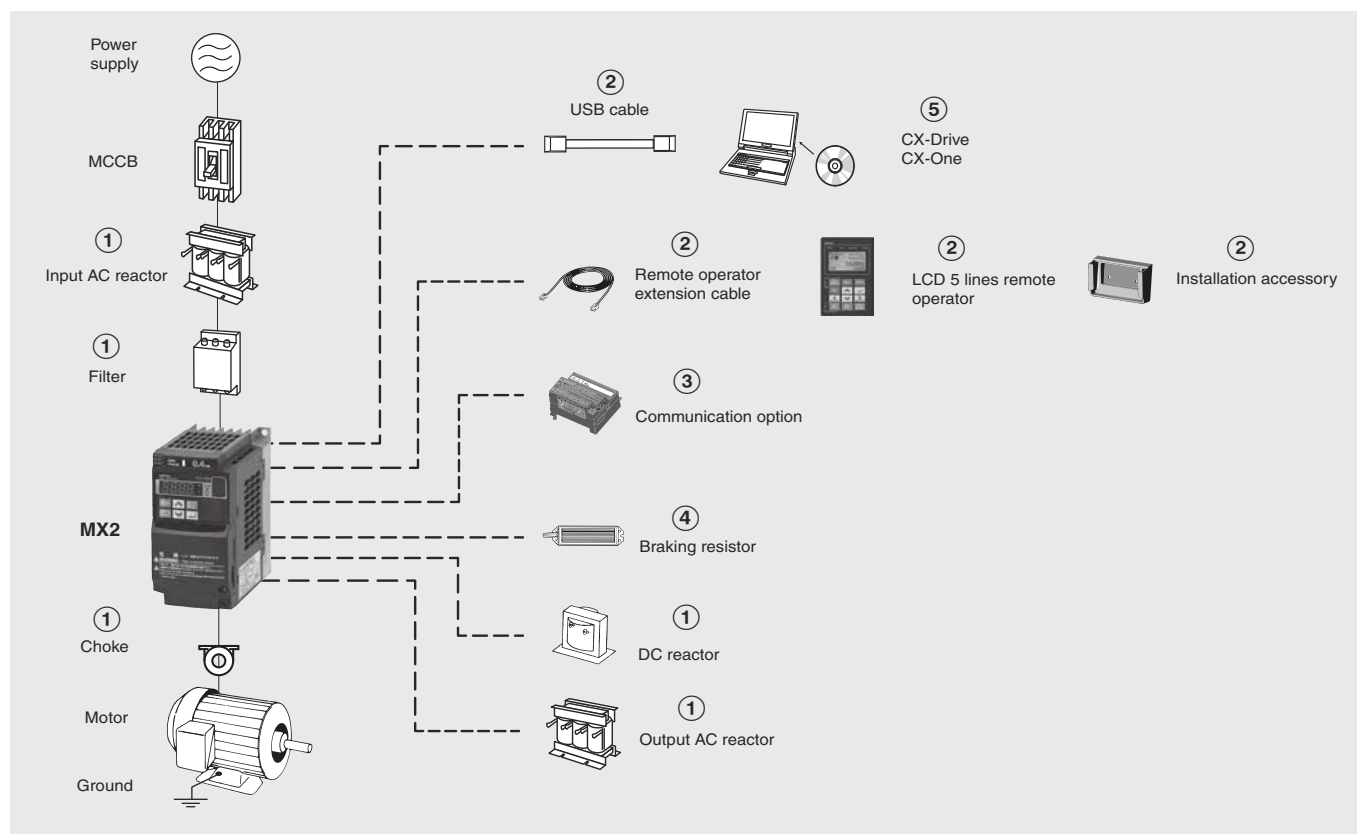 Power
supply
MCCB
①
Input AC reactor
①
Filter
MX2
①
Choke
Motor
Ground
②
USB cable
⑤
CX-Drive
CX-One
②
Remote operator
extension cable
②
LCD 5 lines remote
operator
②
Installation accessory
③
Communication option
④
Braking resistor
①
DC reactor
①
Output AC reactor